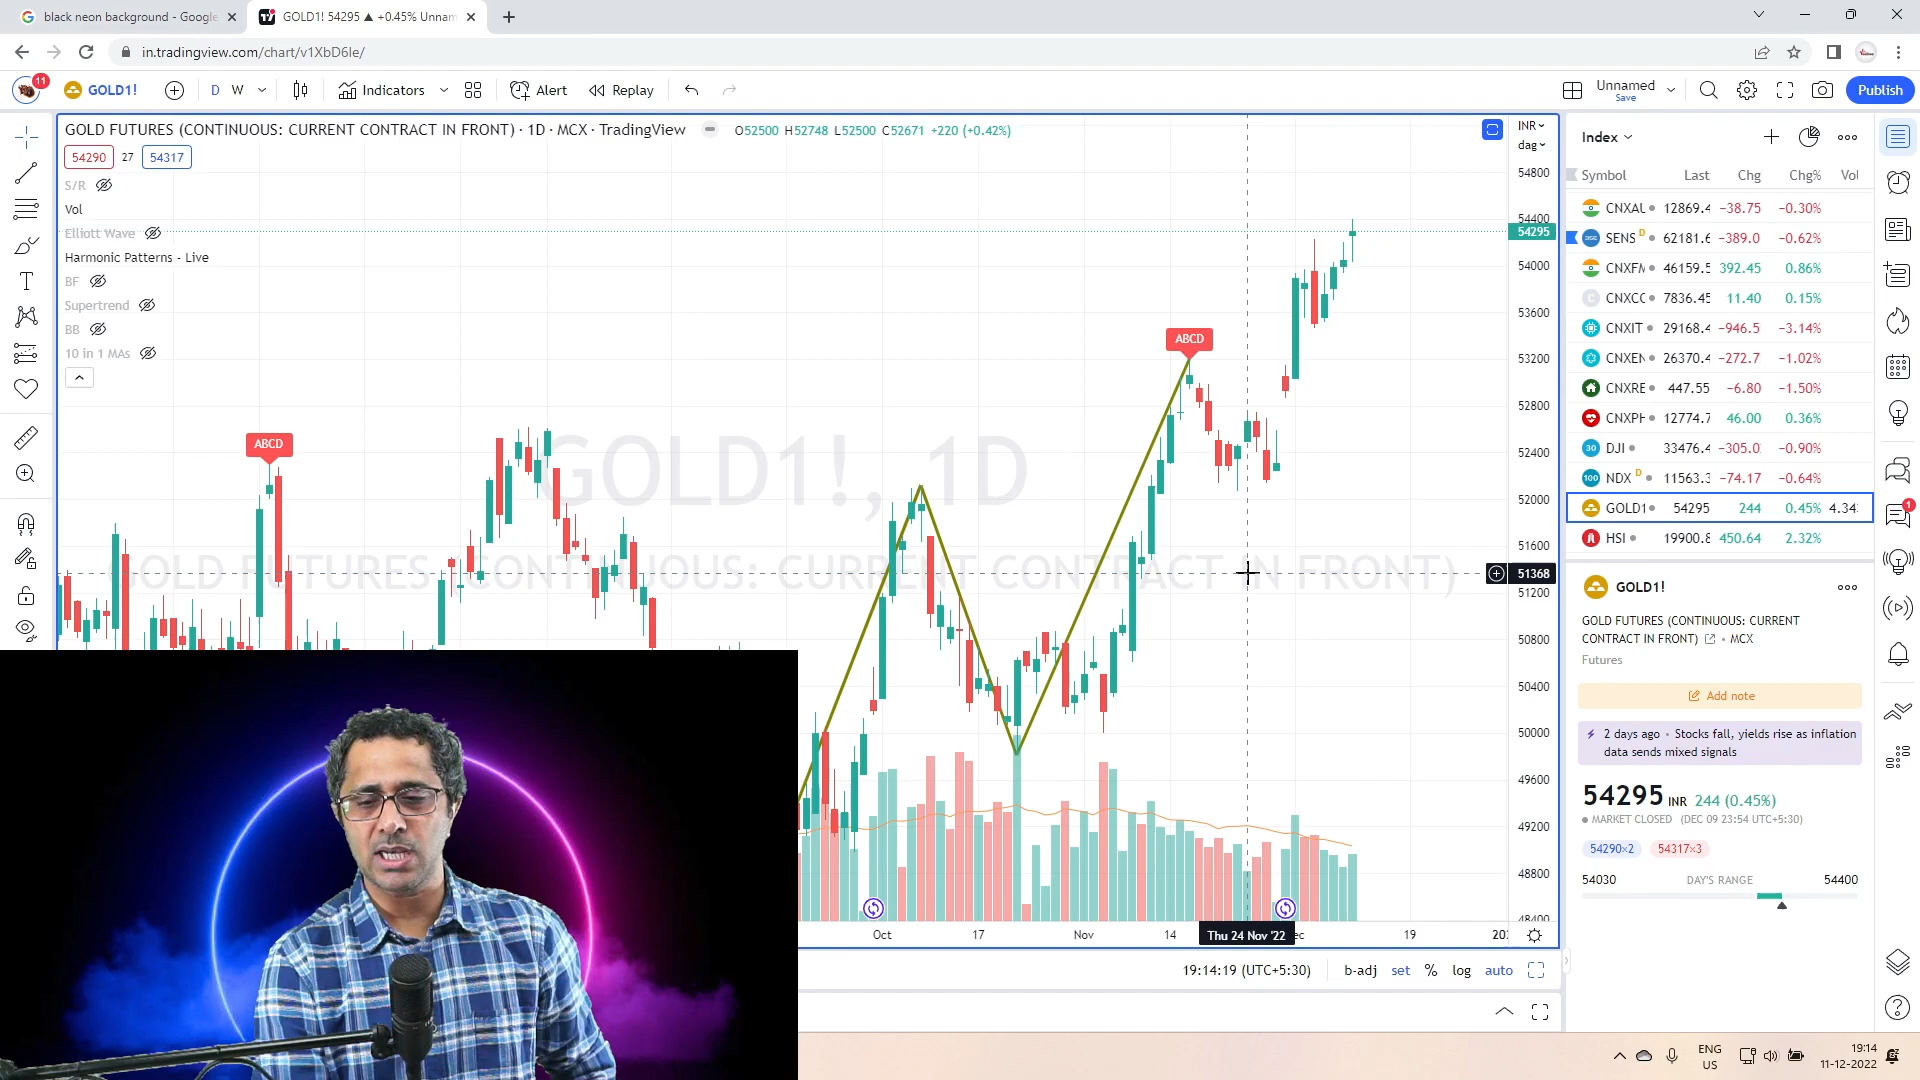 black neon background - Google
GOLD1! 54295 ▲ +0.45% Unnam
in.tradingview.com/chart/v1XbD6Ie/
11
GOLD1!
D W
Indicators
Alert
Replay
Unnamed
Save
Publish
GOLD FUTURES (CONTINUOUS: CURRENT CONTRACT IN FRONT) · 1D · MCX · TradingView
O52500 H52748 L52500 C52671 +220 (+0.42%)
54290 27 54317
S/R
Vol
Elliott Wave
Harmonic Patterns - Live
BF
Supertrend
BB
10 in 1 MAs
GOLD1!, 1D
GOLD FUTURES (CONTINUOUS: CURRENT CONTRACT IN FRONT)
ABCD
ABCD
INR
dag
54800
54400
54295
54000
53600
53200
52800
52400
52000
51600
51368
51200
50800
50400
50000
49600
49200
48800
48400
Oct 17 Nov 14 Thu 24 Nov '22 ec 19 20
19:14:19 (UTC+5:30) b-adj set % log auto
Index
Symbol Last Chg Chg% Vol
CNXAU 12869.4 −38.75 −0.30%
SENS D 62181.6 −389.0 −0.62%
CNXFM 46159.5 392.45 0.86%
CNXCO 7836.45 11.40 0.15%
CNXIT 29168.4 −946.5 −3.14%
CNXEN 26370.4 −272.7 −1.02%
CNXRE 447.55 −6.80 −1.50%
CNXPH 12774.7 46.00 0.36%
30 DJI 33476.4 −305.0 −0.90%
100 NDX D 11563.3 −74.17 −0.64%
GOLD1 54295 244 0.45% 4.34
HSI 19900.8 450.64 2.32%
GOLD1!
GOLD FUTURES (CONTINUOUS: CURRENT
CONTRACT IN FRONT) • MCX
Futures
Add note
2 days ago • Stocks fall, yields rise as inflation
data sends mixed signals
54295 INR 244 (0.45%)
MARKET CLOSED (DEC 09 23:54 UTC+5:30)
54290×2 54317×3
54030 DAY'S RANGE 54400
1
ENG
US
19:14
11-12-2022